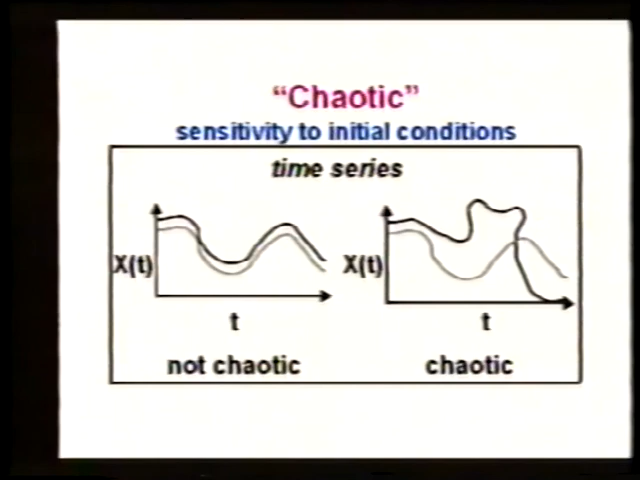 “Chaotic”
sensitivity to initial conditions
time series
X(t)
t
not chaotic
X(t)
t
chaotic